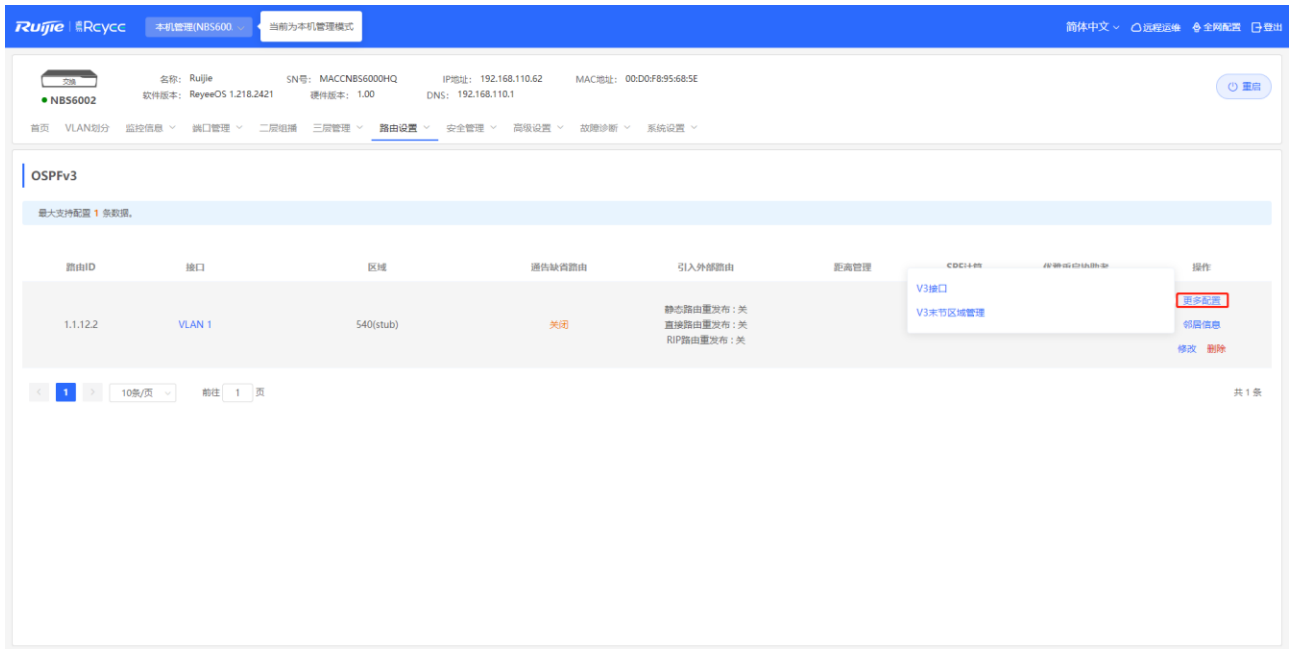 Ruijie Rcycc 本机管理(NBS600. 当前为本机管理模式 简体中文 远程运维 全网配置 登出
交换
NBS6002
名称: Ruijie SN号: MACCNBS6000HQ IP地址: 192.168.110.62 MAC地址: 00:D0:F8:95:68:5E
软件版本: ReyeeOS 1.218.2421 硬件版本: 1.00 DNS: 192.168.110.1
重启
首页 VLAN划分 监控信息 端口管理 二层组播 三层管理 路由设置 安全管理 高级设置 故障诊断 系统设置
OSPFv3
最大支持配置 1 条数据。
路由ID 接口 区域 通告缺省路由 引入外部路由 距离管理 SPF计算 优雅重启协助者 操作
1.1.12.2 VLAN 1 540(stub) 关闭
静态路由重发布 : 关
直接路由重发布 : 关
RIP路由重发布 : 关
V3接口
V3末节区域管理
更多配置
邻居信息
修改 删除
1 10条/页 前往 1 页 共 1 条